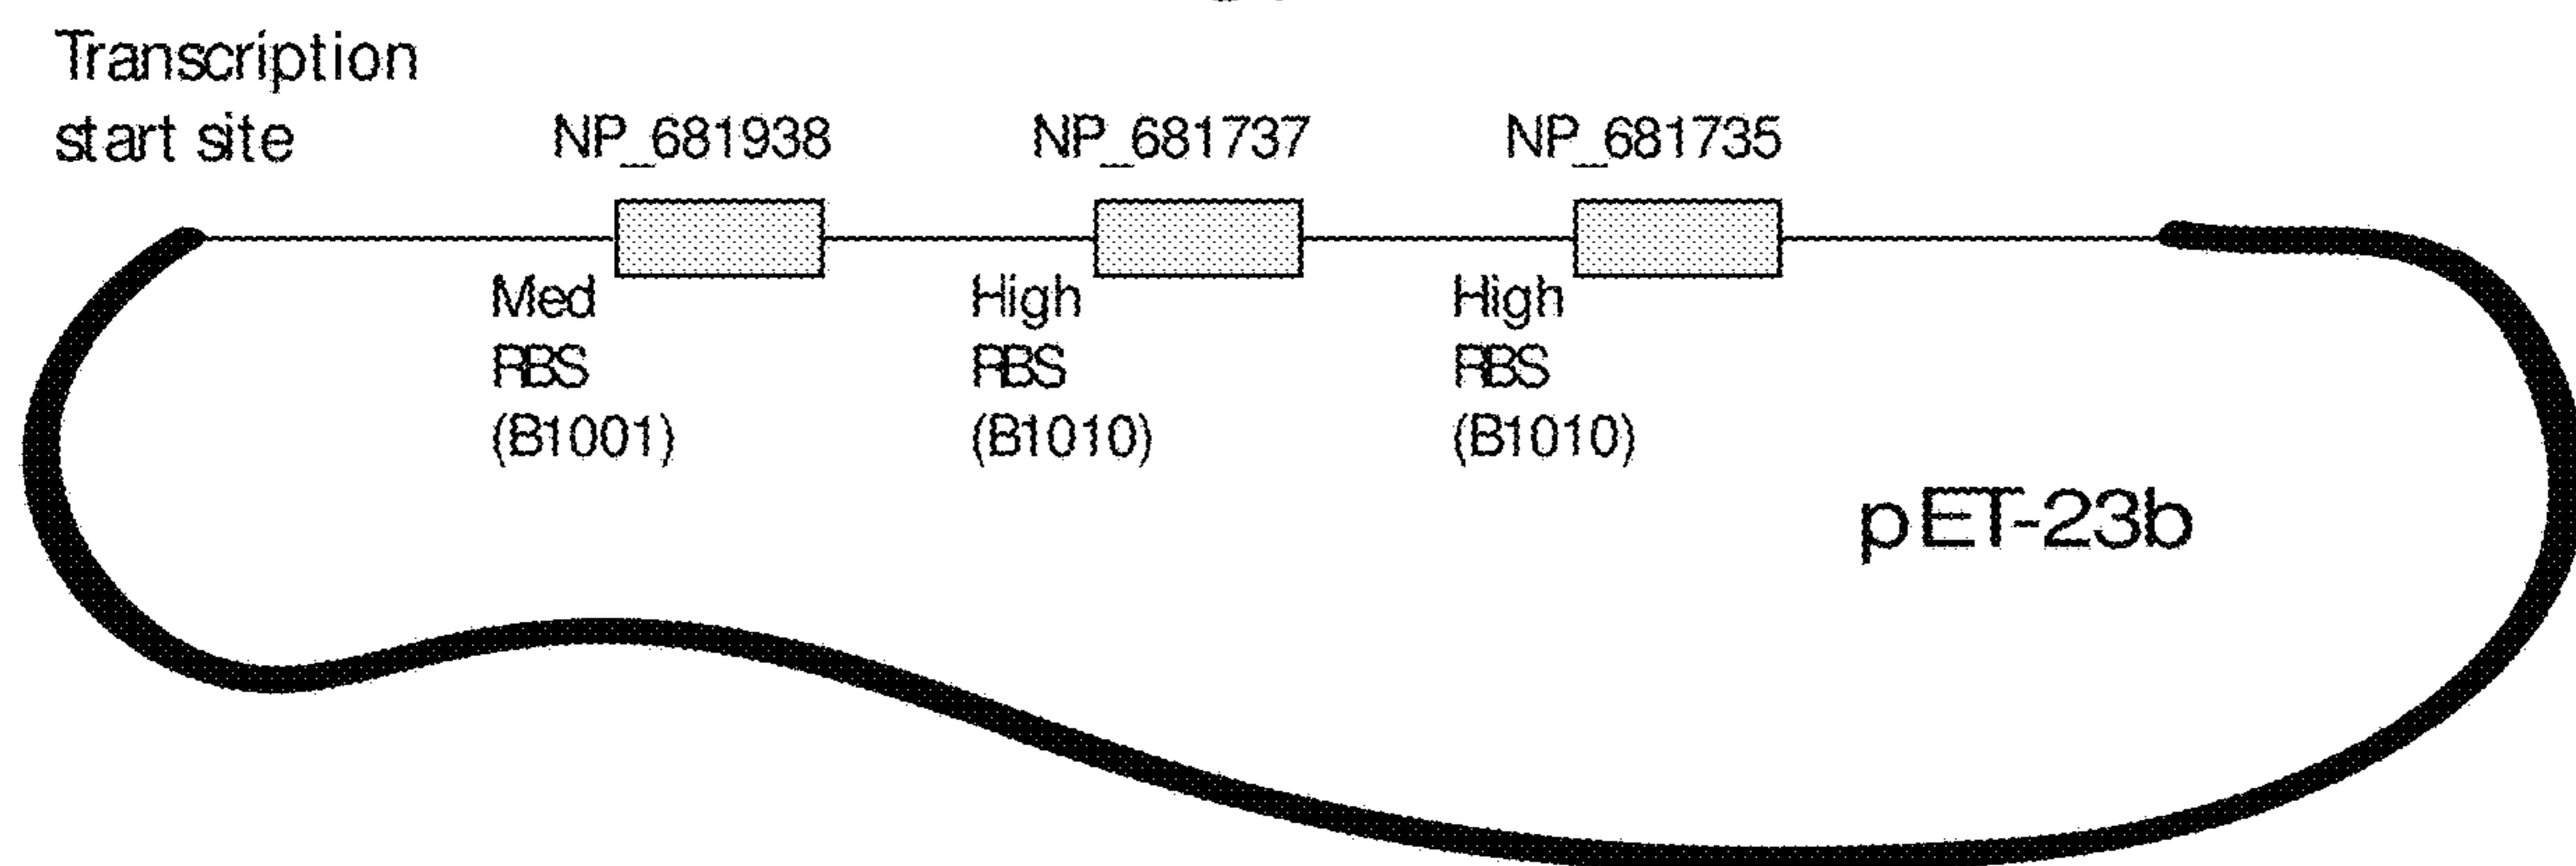 Transcription
start site
NP_681938
NP_681737
NP_681735
Med
RBS
(B1001)
High
RBS
(B1010)
High
RBS
(B1010)
pET-23b